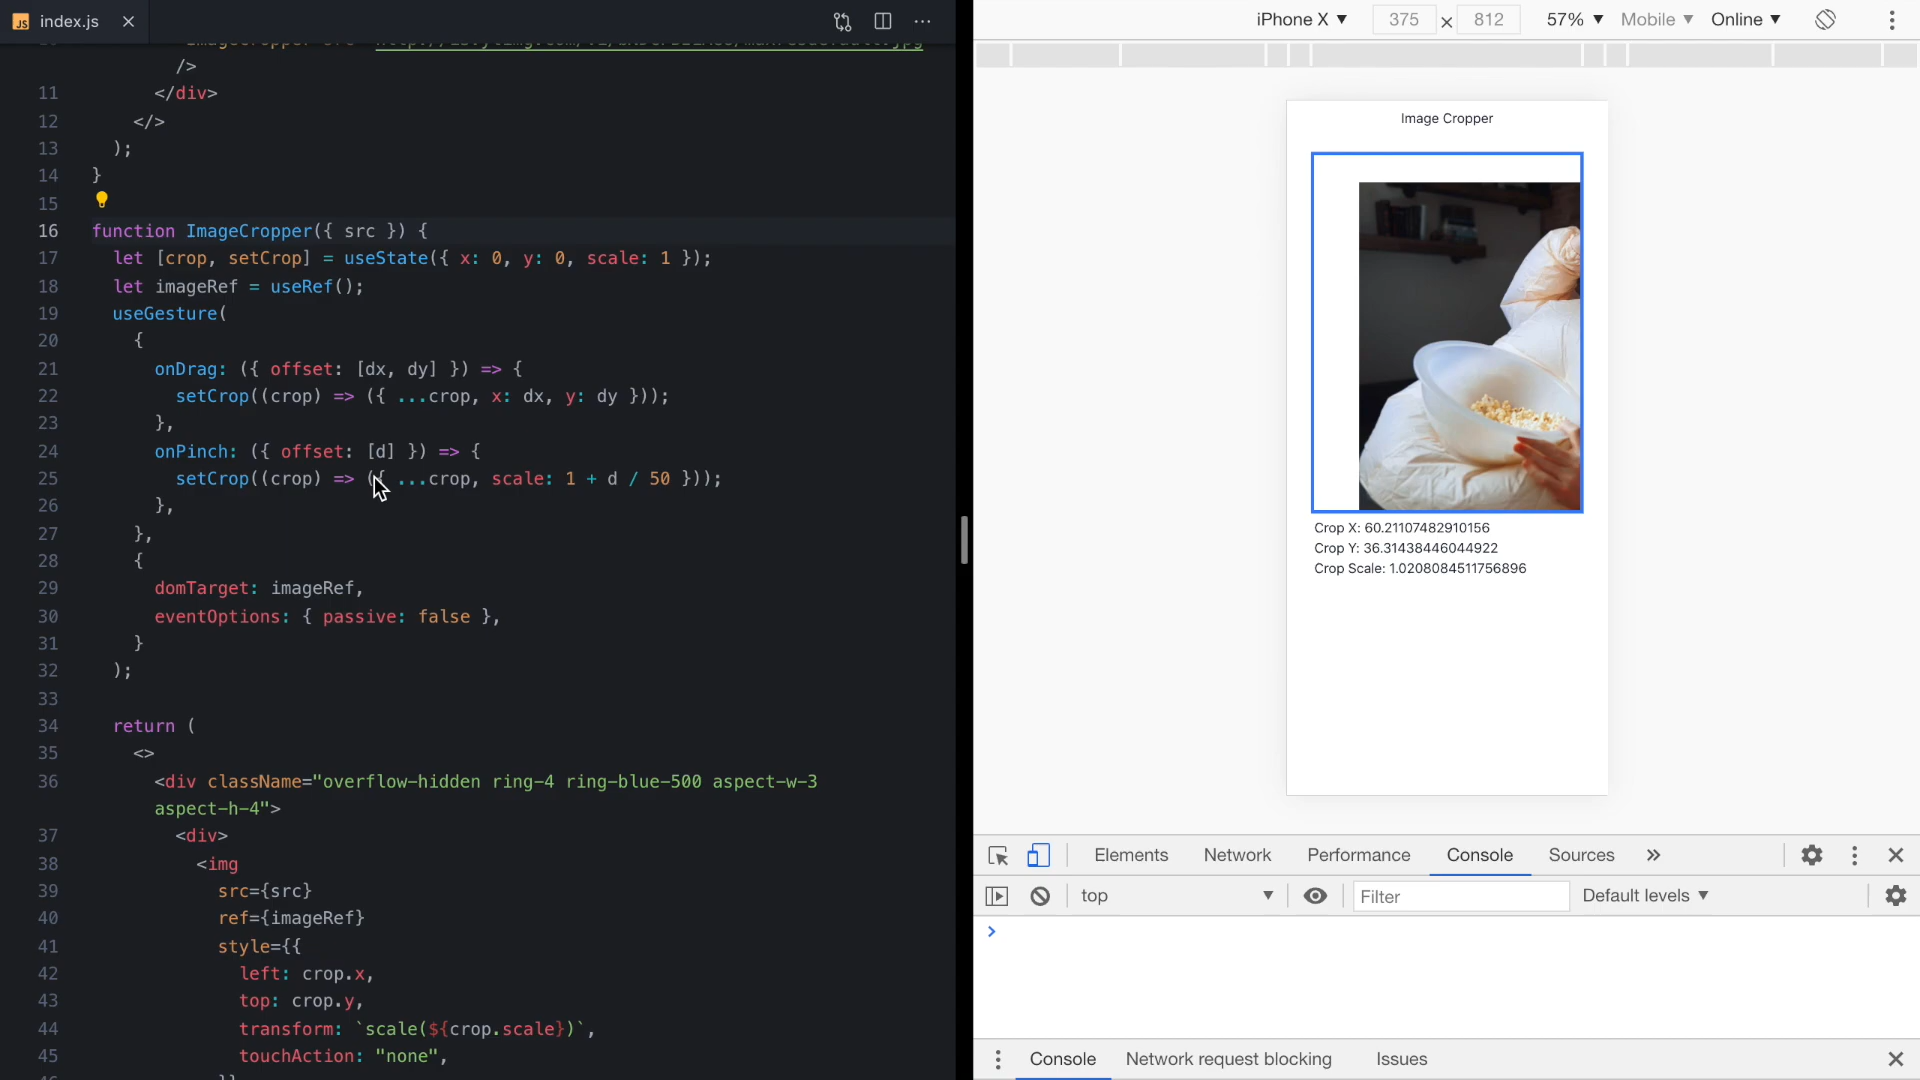 JS index.js
/>
11 </div>
12 </>
13 );
14 }
15
16 function ImageCropper({ src }) {
17 let [crop, setCrop] = useState({ x: 0, y: 0, scale: 1 });
18 let imageRef = useRef();
19 useGesture(
20 {
21 onDrag: ({ offset: [dx, dy] }) => {
22 setCrop((crop) => ({ ...crop, x: dx, y: dy }));
23 },
24 onPinch: ({ offset: [d] }) => {
25 setCrop((crop) => ({ ...crop, scale: 1 + d / 50 }));
26 },
27 },
28 {
29 domTarget: imageRef,
30 eventOptions: { passive: false },
31 }
32 );
33
34 return (
35 <>
36 <div className="overflow-hidden ring-4 ring-blue-500 aspect-w-3
aspect-h-4">
37 <div>
38 <img
39 src={src}
40 ref={imageRef}
41 style={{
42 left: crop.x,
43 top: crop.y,
44 transform: `scale(${crop.scale})`,
45 touchAction: "none",
iPhone X 375 x 812 57% Mobile Online
Image Cropper
Crop X: 60.21107482910156
Crop Y: 36.31438446044922
Crop Scale: 1.0208084511756896
Elements Network Performance Console Sources »
top Filter Default levels
>
Console Network request blocking Issues